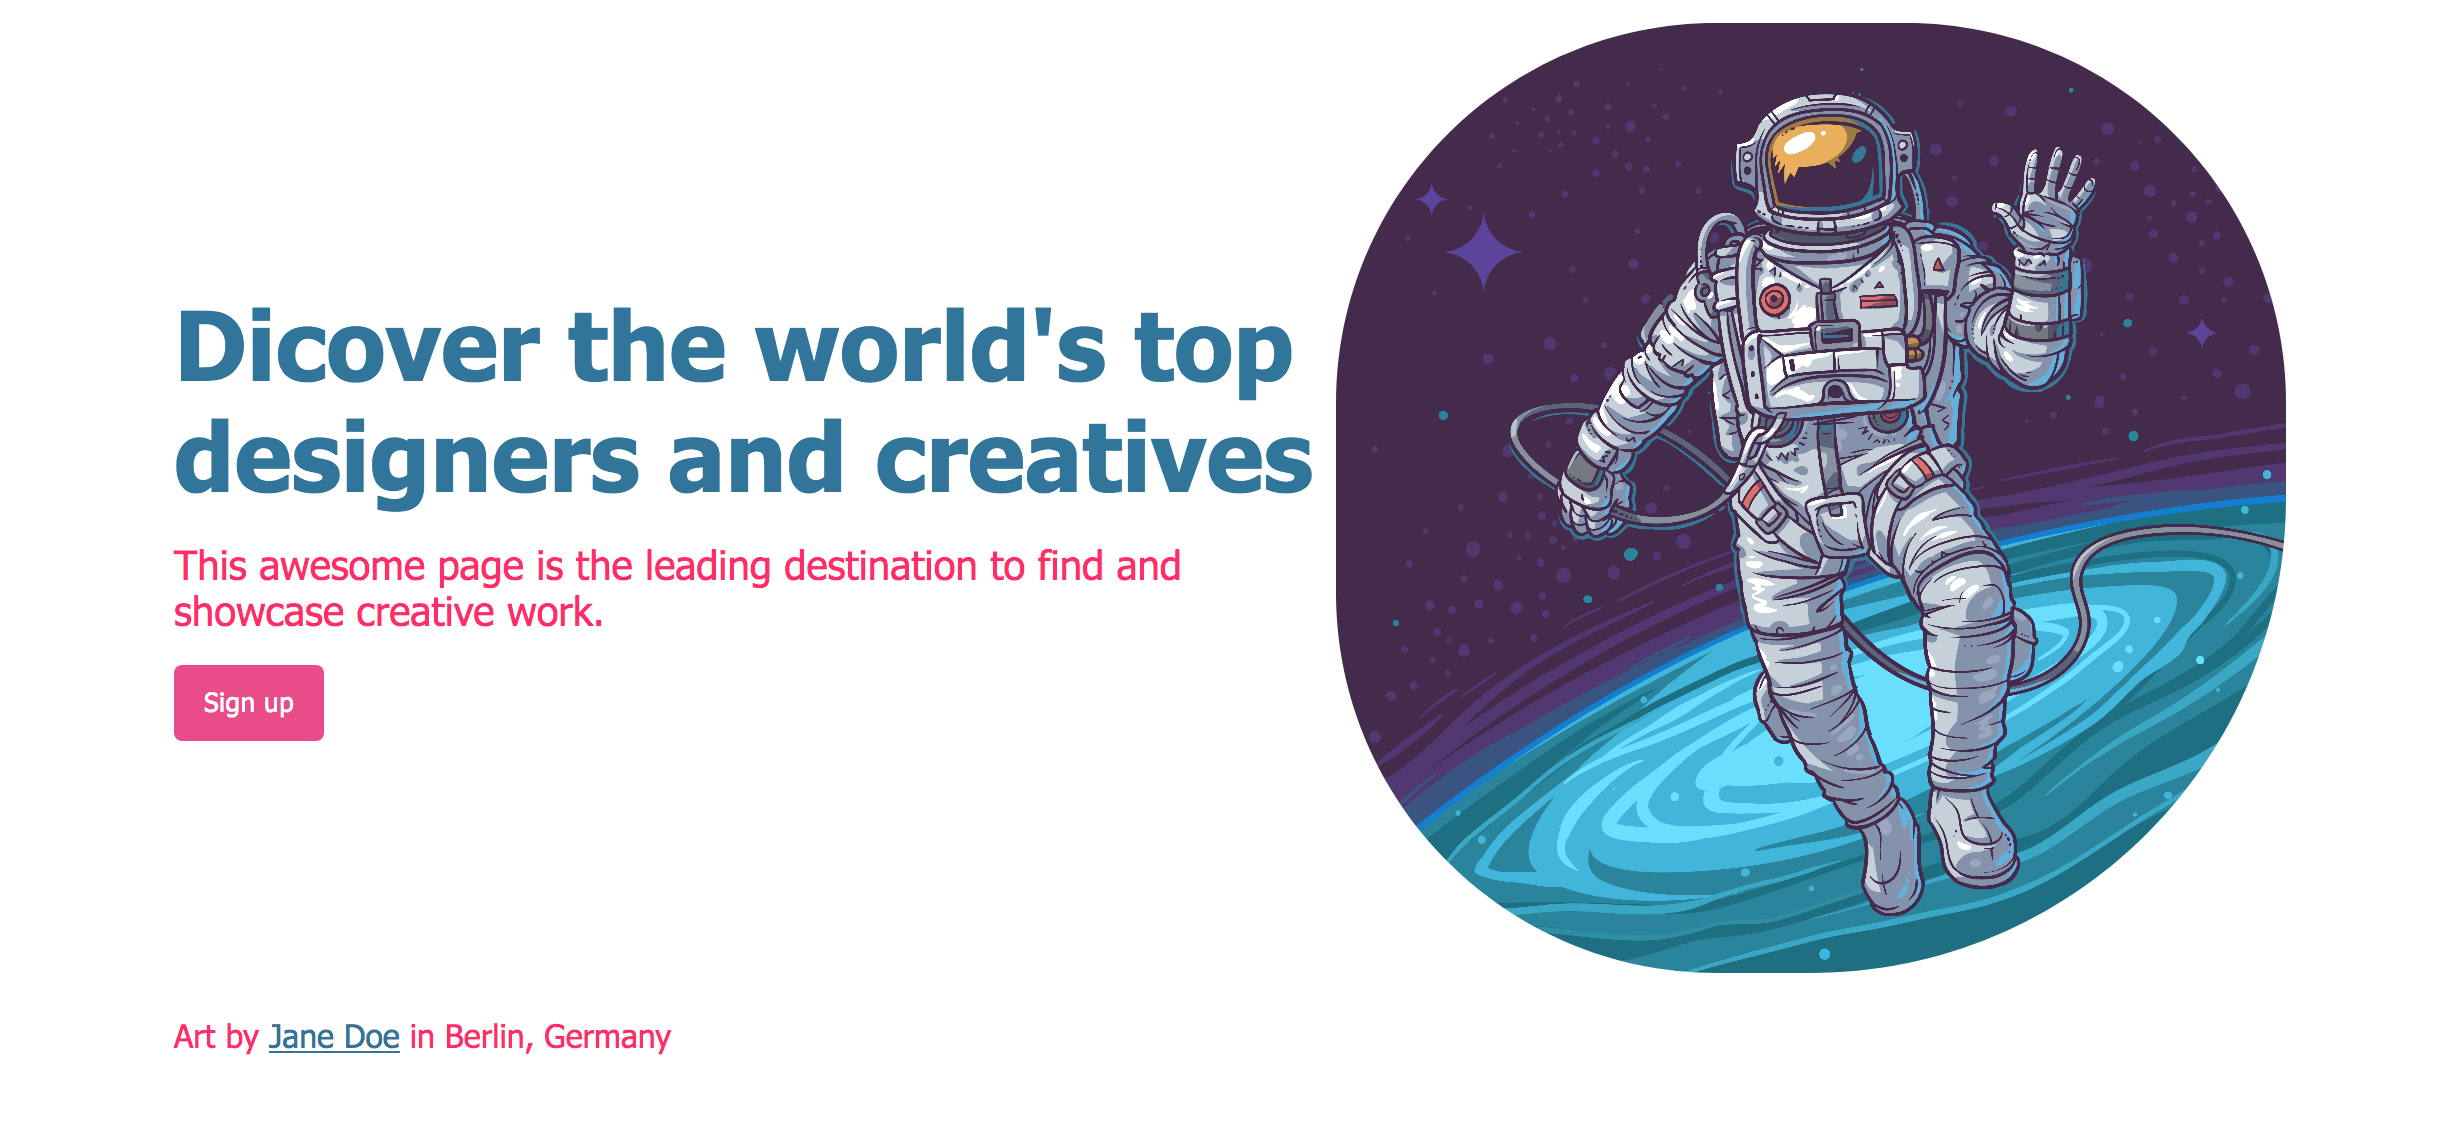 Dicover the world's top
designers and creatives
This awesome page is the leading destination to find and
showcase creative work.
Sign up
Art by Jane Doe in Berlin, Germany